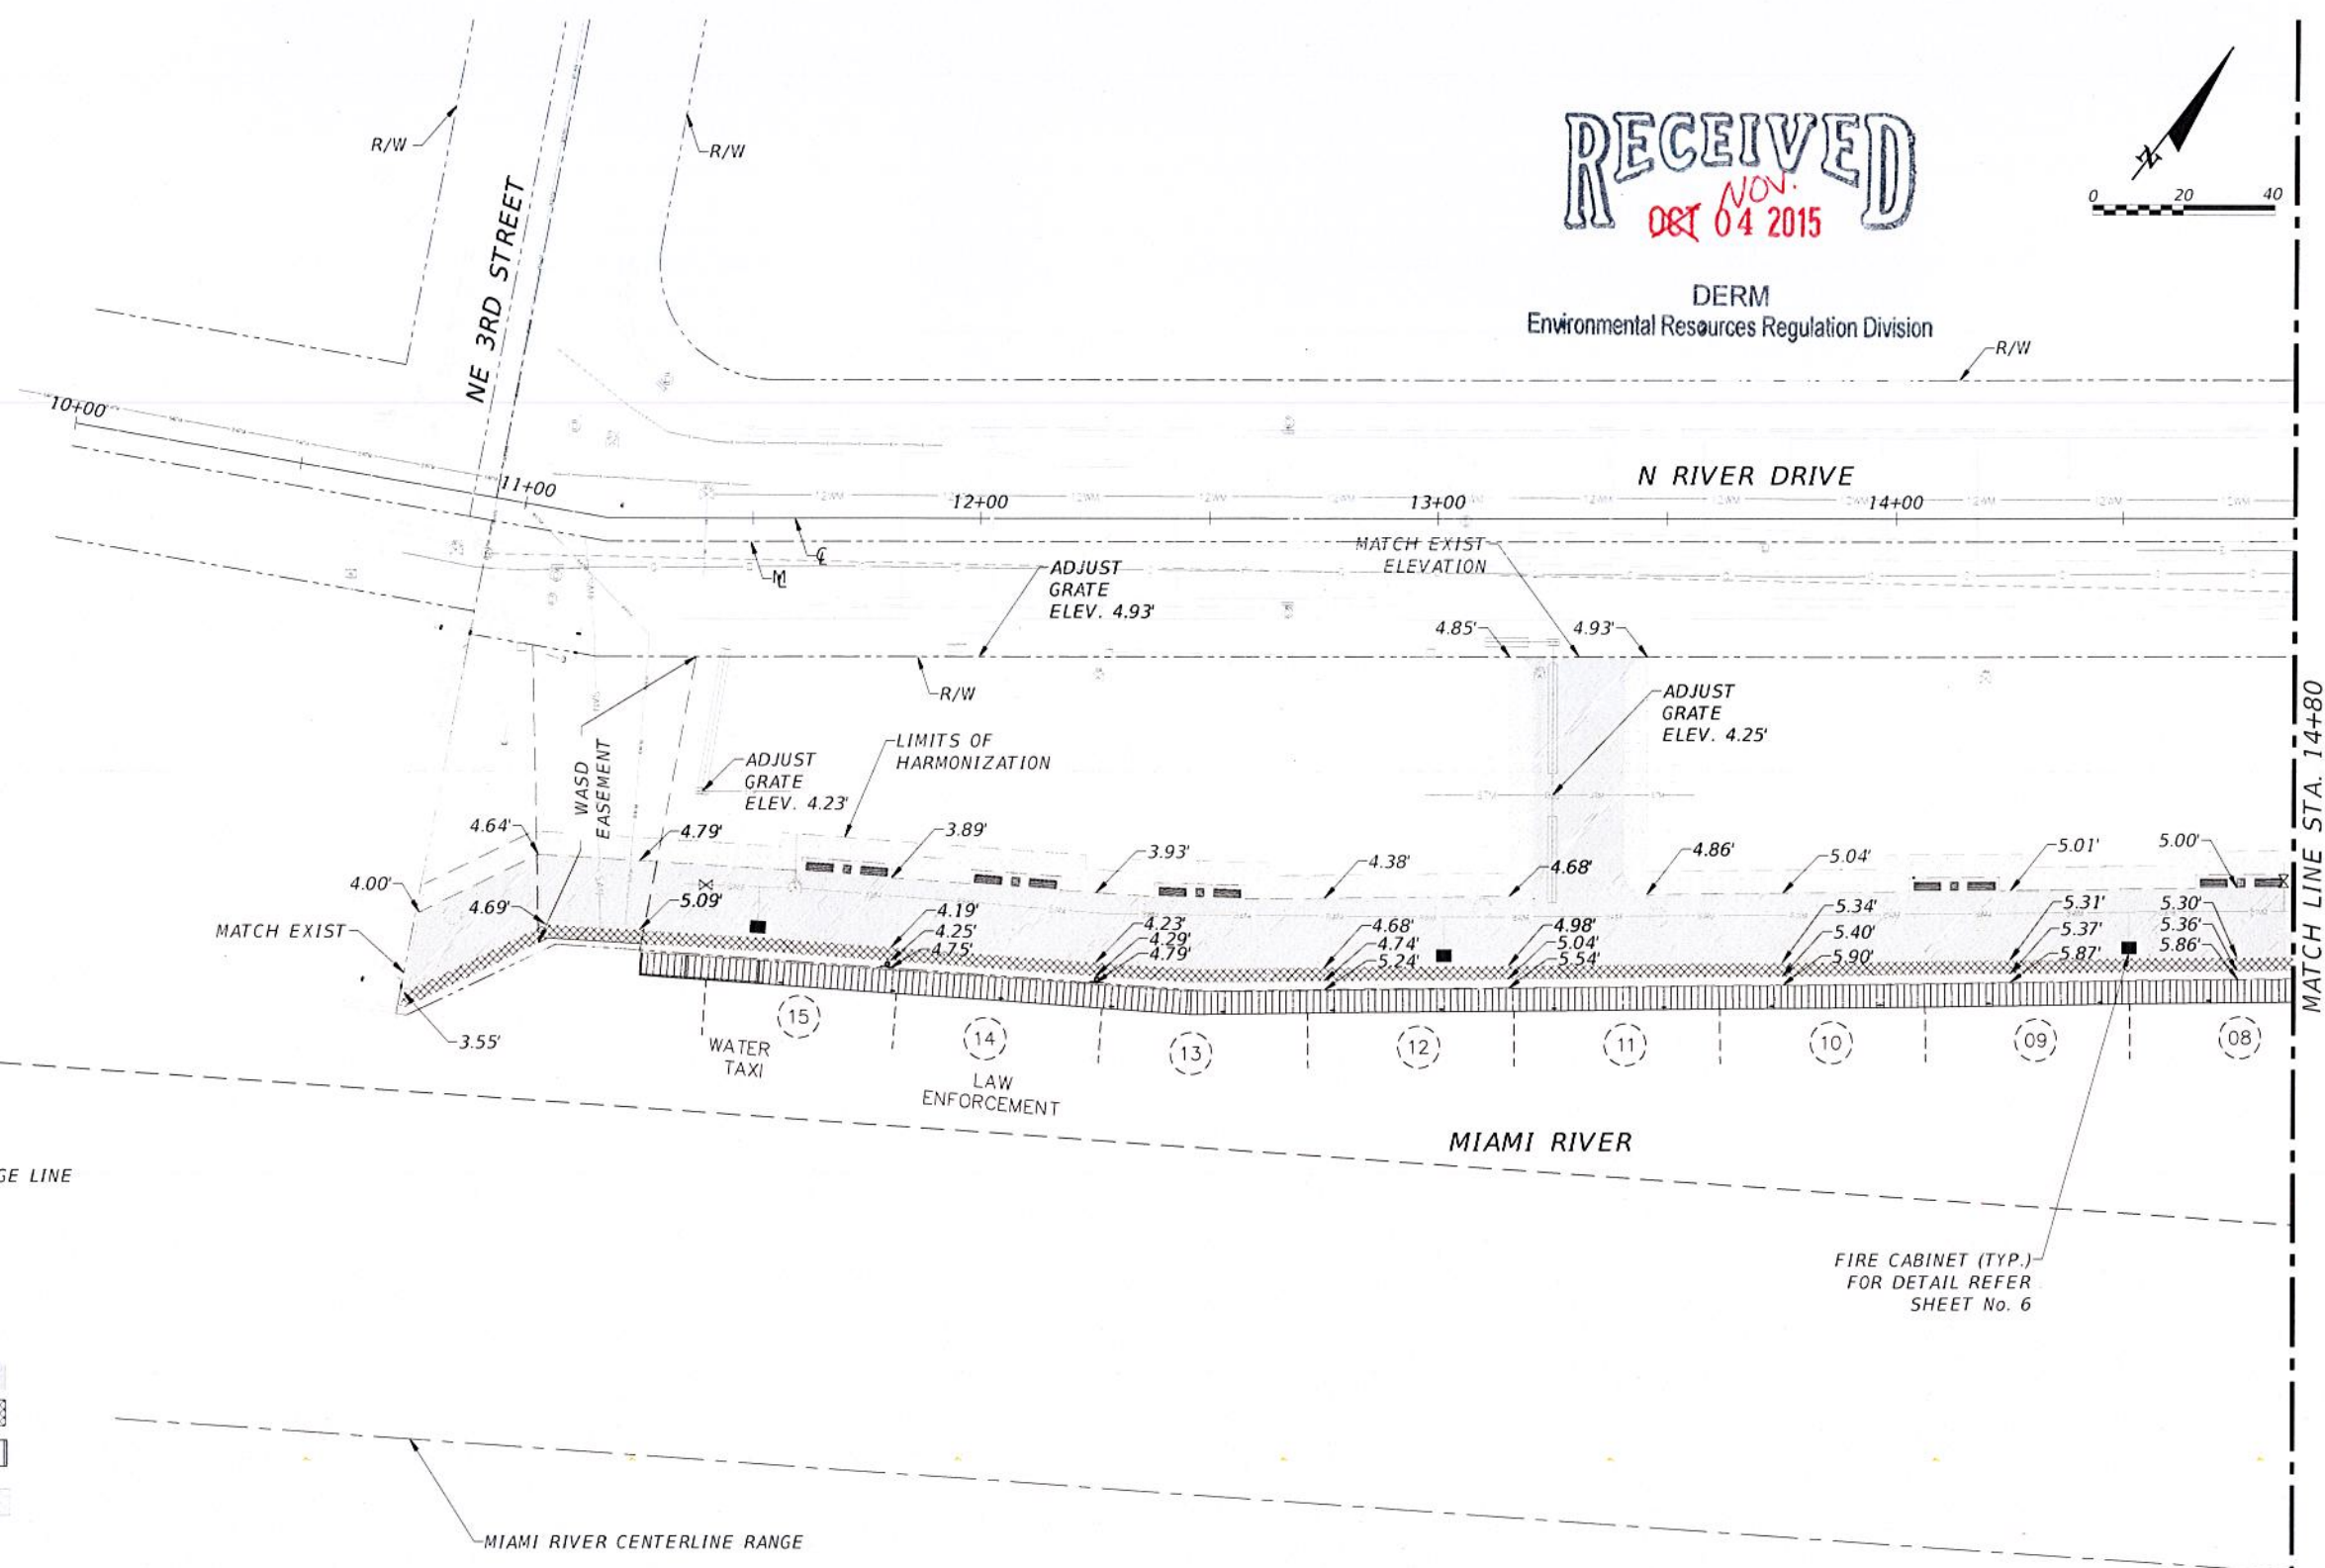 R/W
R/W
RECEIVED
NOV.
OCT 04 2015
DERM
Environmental Resources Regulation Division
N
0 20 40
R/W
NE 3RD STREET
10+00
11+00
12+00
13+00
14+00
N RIVER DRIVE
MATCH EXIST
ELEVATION
ADJUST
GRATE
ELEV. 4.93'
4.85'
4.93'
R/W
ADJUST
GRATE
ELEV. 4.25'
LIMITS OF
HARMONIZATION
ADJUST
GRATE
ELEV. 4.23'
WASD
EASEMENT
4.64'
4.79'
3.89'
3.93'
4.38'
4.68'
4.86'
5.04'
5.01'
5.00'
4.00'
4.69'
5.09'
MATCH EXIST
4.19'
4.25'
4.75'
4.23'
4.29'
4.79'
4.68'
4.74'
5.24'
4.98'
5.04'
5.54'
5.34'
5.40'
5.90'
5.31'
5.37'
5.87'
5.30'
5.36'
5.86'
3.55'
15
14
13
12
11
10
09
08
WATER
TAXI
LAW
ENFORCEMENT
MIAMI RIVER
MATCH LINE STA. 14+80
GE LINE
FIRE CABINET (TYP.)
FOR DETAIL REFER
SHEET No. 6
MIAMI RIVER CENTERLINE RANGE